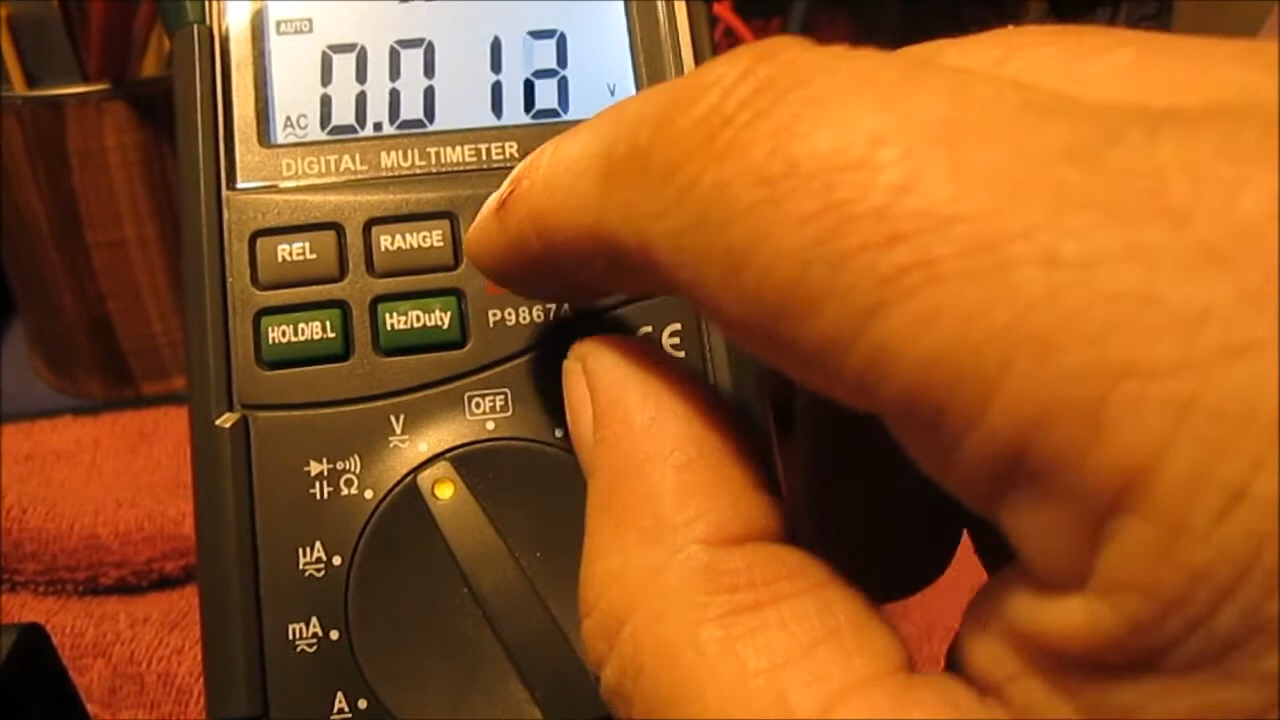 AUTO
AC 0.018 V
DIGITAL MULTIMETER
REL RANGE
HOLD/B.L Hz/Duty
P9867A
CE
OFF
V
Ω
µA
mA
A